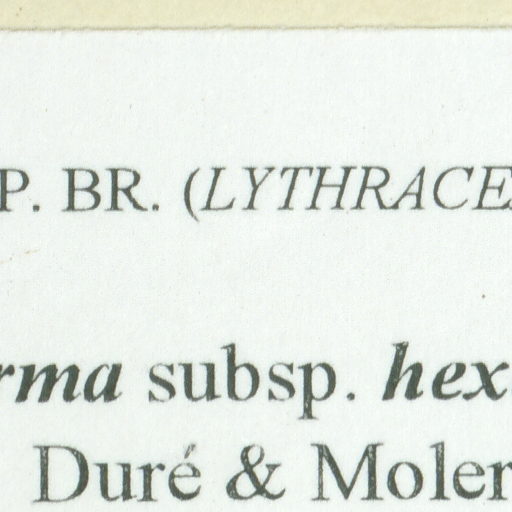 P. BR. (LYTHRACE
rma subsp. hex
Duré & Moler